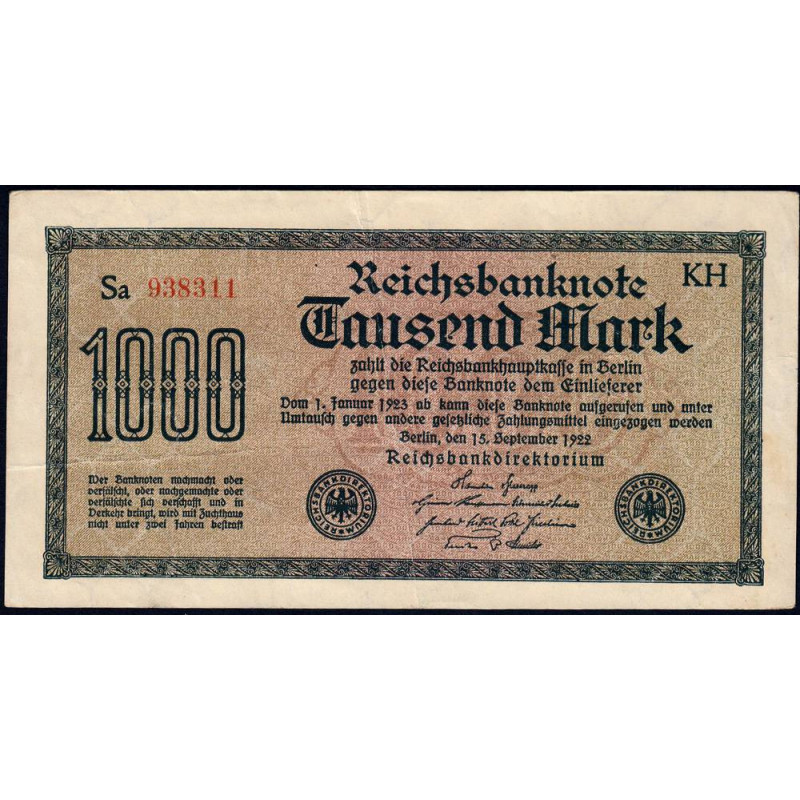 Sa 938311
KH
1000
Reichsbanknote
Tausend Mark
zahlt die Reichsbankhauptkasse in Berlin
gegen diese Banknote dem Einlieferer
Vom 1. Januar 1923 ab kann diese Banknote aufgerufen und unter
Umtausch gegen andere gesetzliche Zahlungsmittel eingezogen werden
Berlin, den 15. September 1922
Reichsbankdirektorium
Wer Banknoten nachmacht oder
verfälscht, oder nachgemachte oder
verfälschte sich verschafft und in
Verkehr bringt, wird mit Zuchthaus
nicht unter zwei Jahren bestraft
REICHSBANKDIREKTORIUM
REICHSBANKDIREKTORIUM